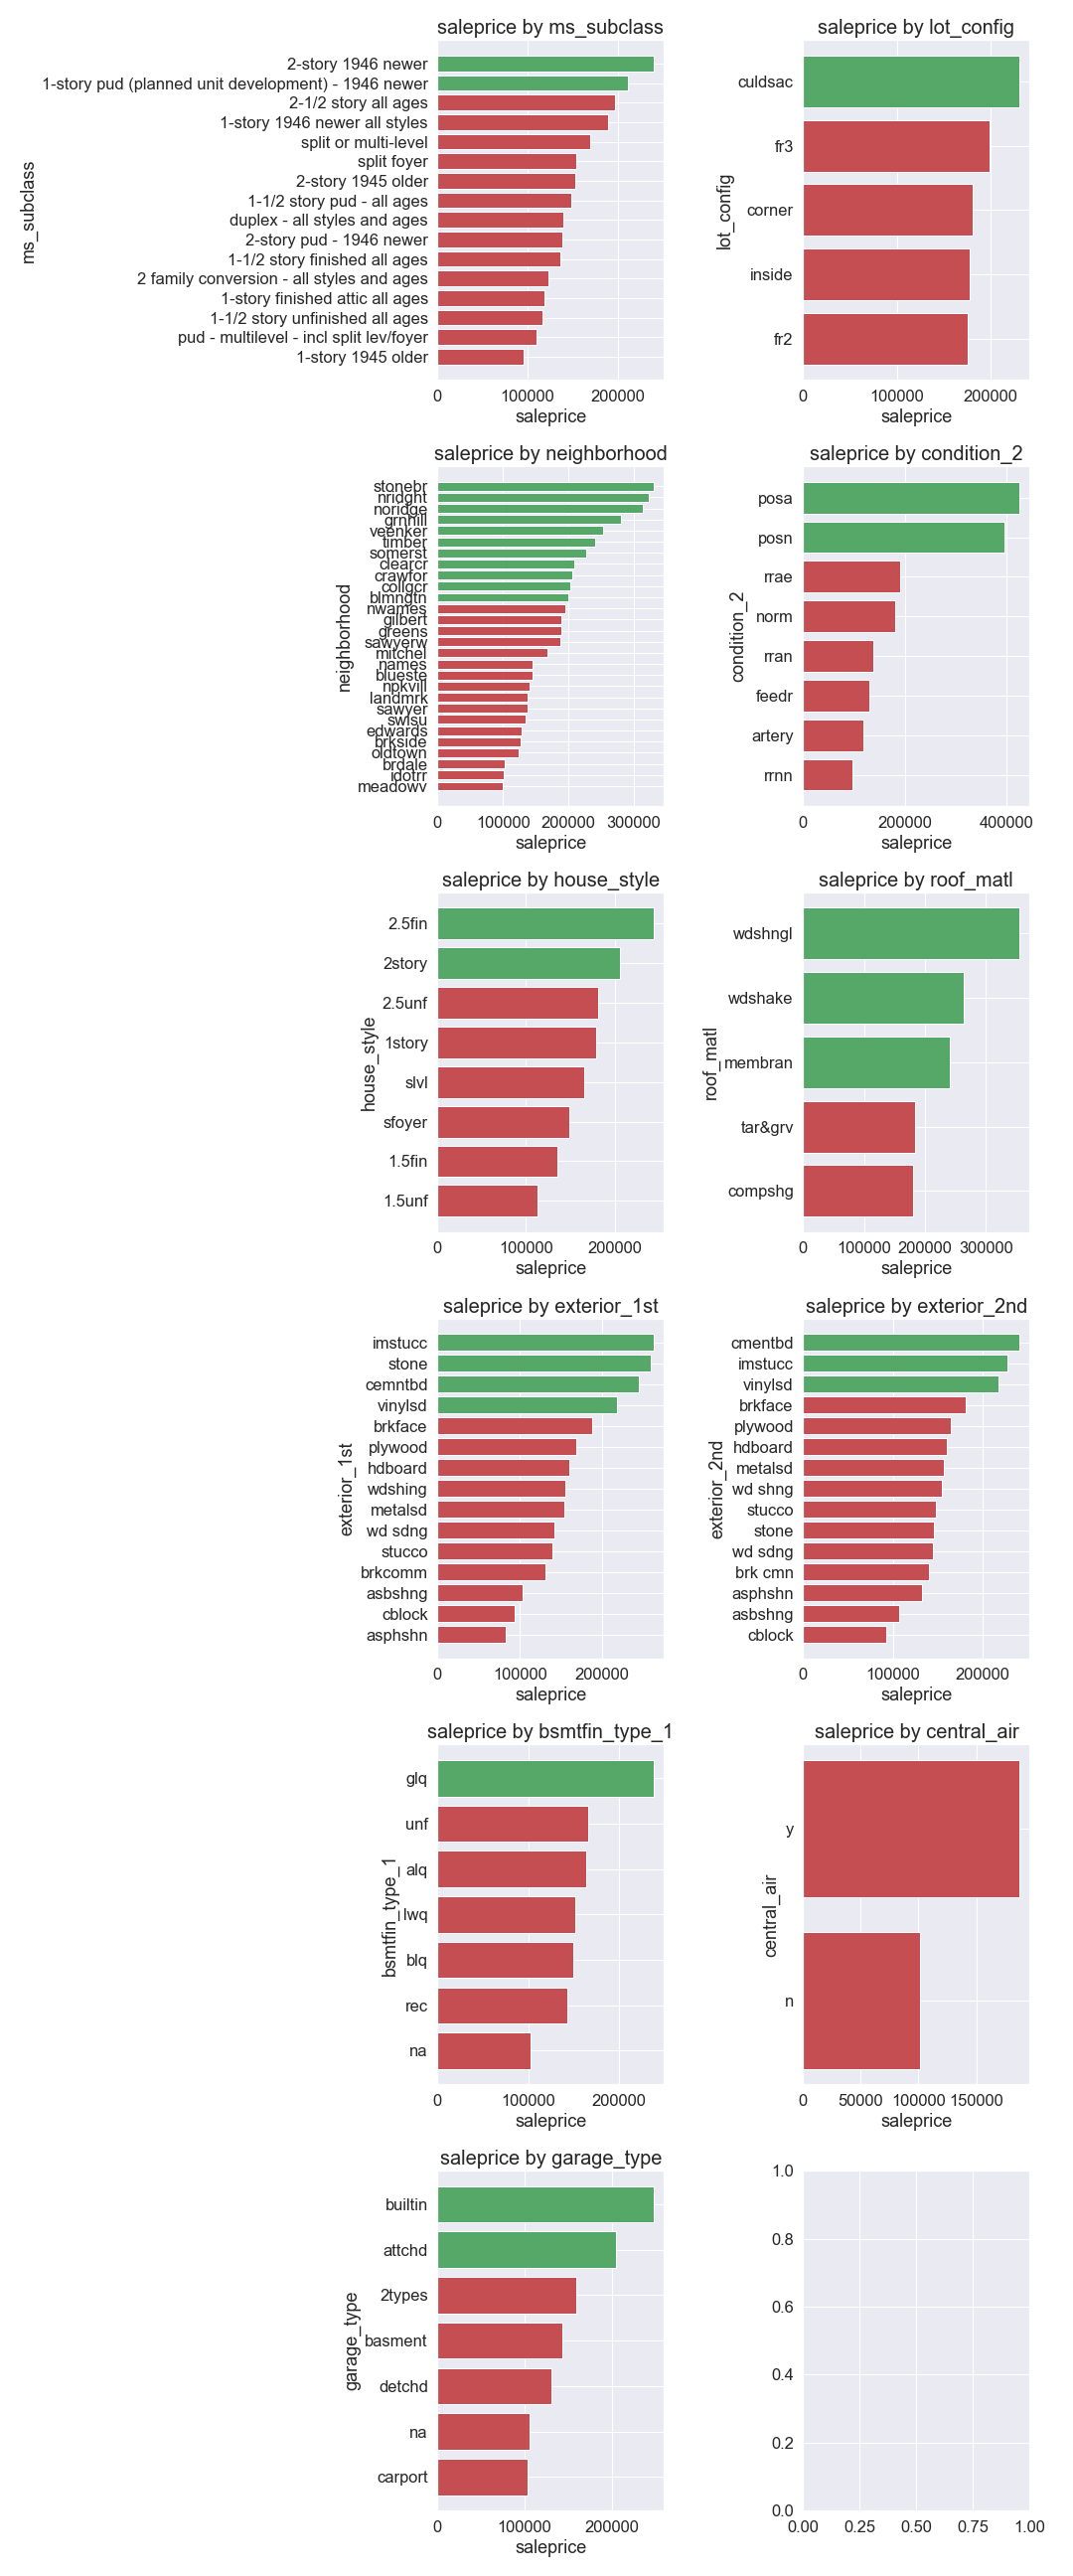 saleprice by ms_subclass
ms_subclass
2-story 1946 newer
1-story pud (planned unit development) - 1946 newer
2-1/2 story all ages
1-story 1946 newer all styles
split or multi-level
split foyer
2-story 1945 older
1-1/2 story pud - all ages
duplex - all styles and ages
2-story pud - 1946 newer
1-1/2 story finished all ages
2 family conversion - all styles and ages
1-story finished attic all ages
1-1/2 story unfinished all ages
pud - multilevel - incl split lev/foyer
1-story 1945 older
0 100000 200000
saleprice
saleprice by lot_config
lot_config
culdsac
fr3
corner
inside
fr2
0 100000 200000
saleprice
saleprice by neighborhood
neighborhood
stonebr
nridght
noridge
grnhill
veenker
timber
somerst
clearcr
crawfor
collgcr
blmngtn
nwames
gilbert
greens
sawyerw
mitchel
names
blueste
npkvill
landmrk
sawyer
swisu
edwards
brkside
oldtown
brdale
idotrr
meadowv
0 100000 200000 300000
saleprice
saleprice by condition_2
condition_2
posa
posn
rrae
norm
rran
feedr
artery
rrnn
0 200000 400000
saleprice
saleprice by house_style
house_style
2.5fin
2story
2.5unf
1story
slvl
sfoyer
1.5fin
1.5unf
0 100000 200000
saleprice
saleprice by roof_matl
roof_matl
wdshngl
wdshake
membran
tar&grv
compshg
0 100000 200000 300000
saleprice
saleprice by exterior_1st
exterior_1st
imstucc
stone
cemntbd
vinylsd
brkface
plywood
hdboard
wdshing
metalsd
wd sdng
stucco
brkcomm
asbshng
cblock
asphshn
0 100000 200000
saleprice
saleprice by exterior_2nd
exterior_2nd
cmentbd
imstucc
vinylsd
brkface
plywood
hdboard
metalsd
wd shng
stucco
stone
wd sdng
brk cmn
asphshn
asbshng
cblock
0 100000 200000
saleprice
saleprice by bsmtfin_type_1
bsmtfin_type_1
glq
unf
alq
lwq
blq
rec
na
0 100000 200000
saleprice
saleprice by central_air
central_air
y
n
0 50000 100000 150000
saleprice
saleprice by garage_type
garage_type
builtin
attchd
2types
basment
detchd
na
carport
0 100000 200000
saleprice
1.0
0.8
0.6
0.4
0.2
0.0
0.00 0.25 0.50 0.75 1.00